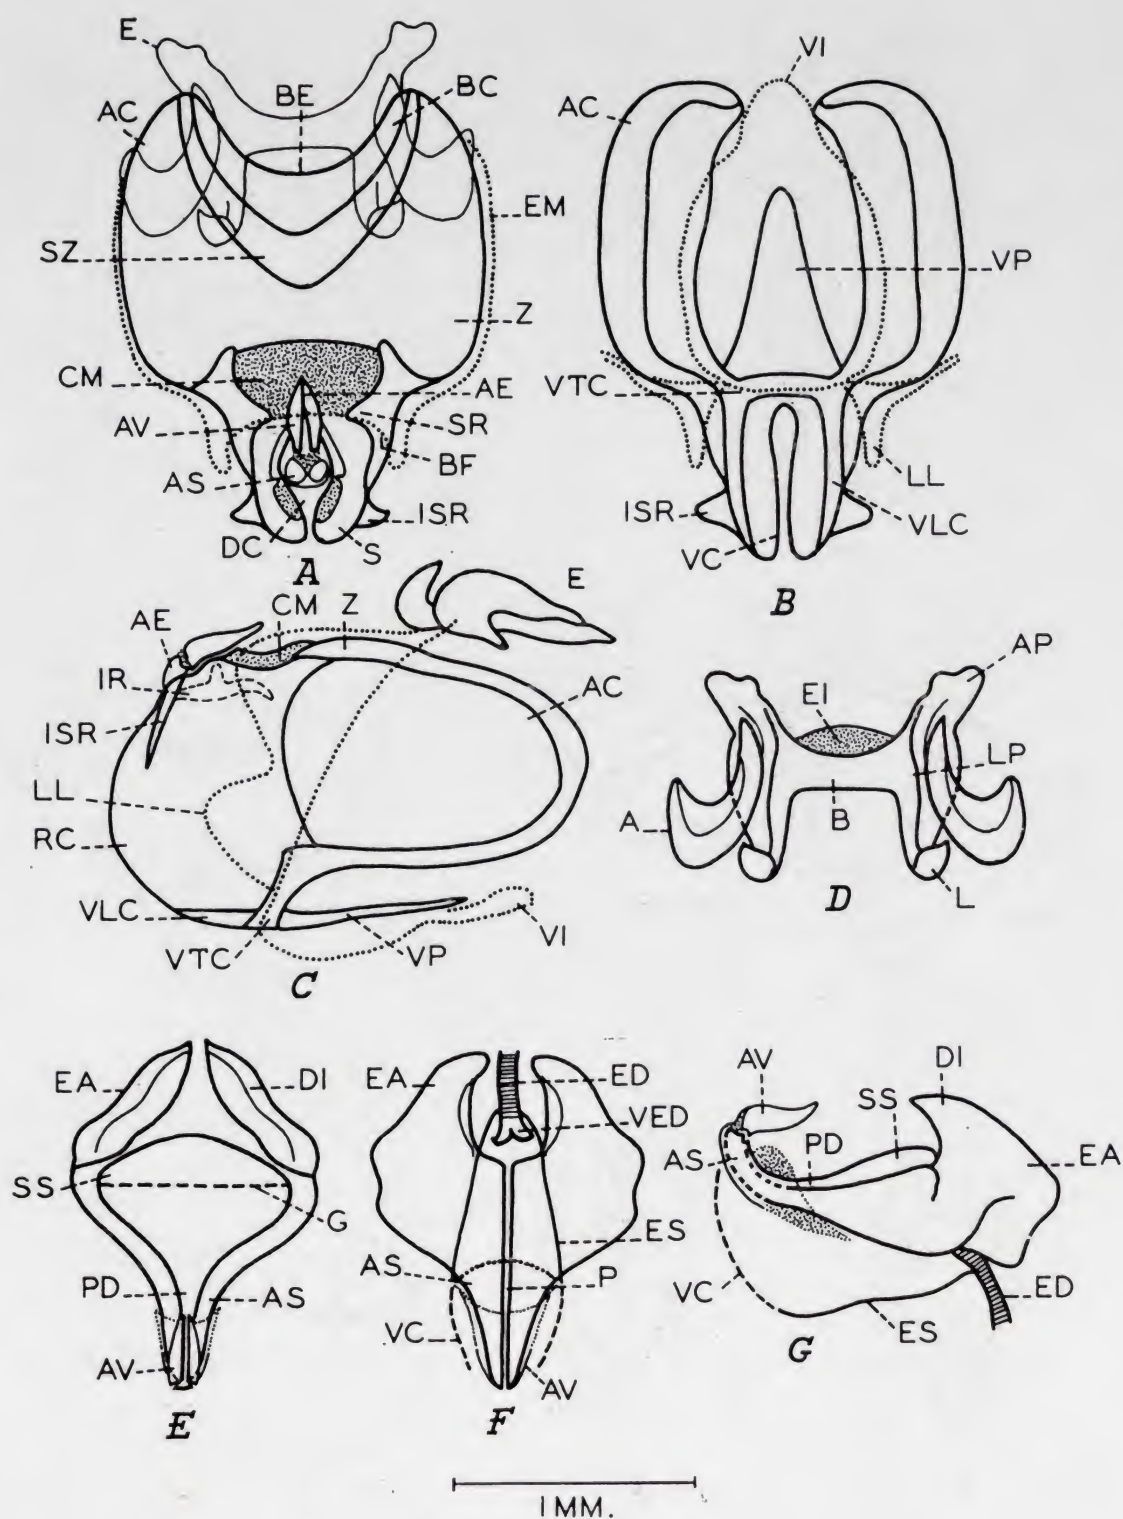 E
AC
BE
BC
EM
SZ
Z
CM
AE
AV
SR
BF
AS
ISR
DC
S
A
VI
AC
VP
VTC
LL
ISR
VLC
VC
B
AE
CM
Z
E
IR
AC
ISR
LL
RC
VLC
VTC
VP
VI
C
AP
EI
LP
A
B
L
D
EA
DI
SS
G
PD
AS
AV
E
EA
ED
VED
ES
AS
P
VC
AV
F
AV
DI
SS
PD
AS
EA
VC
ED
ES
G
1 MM.